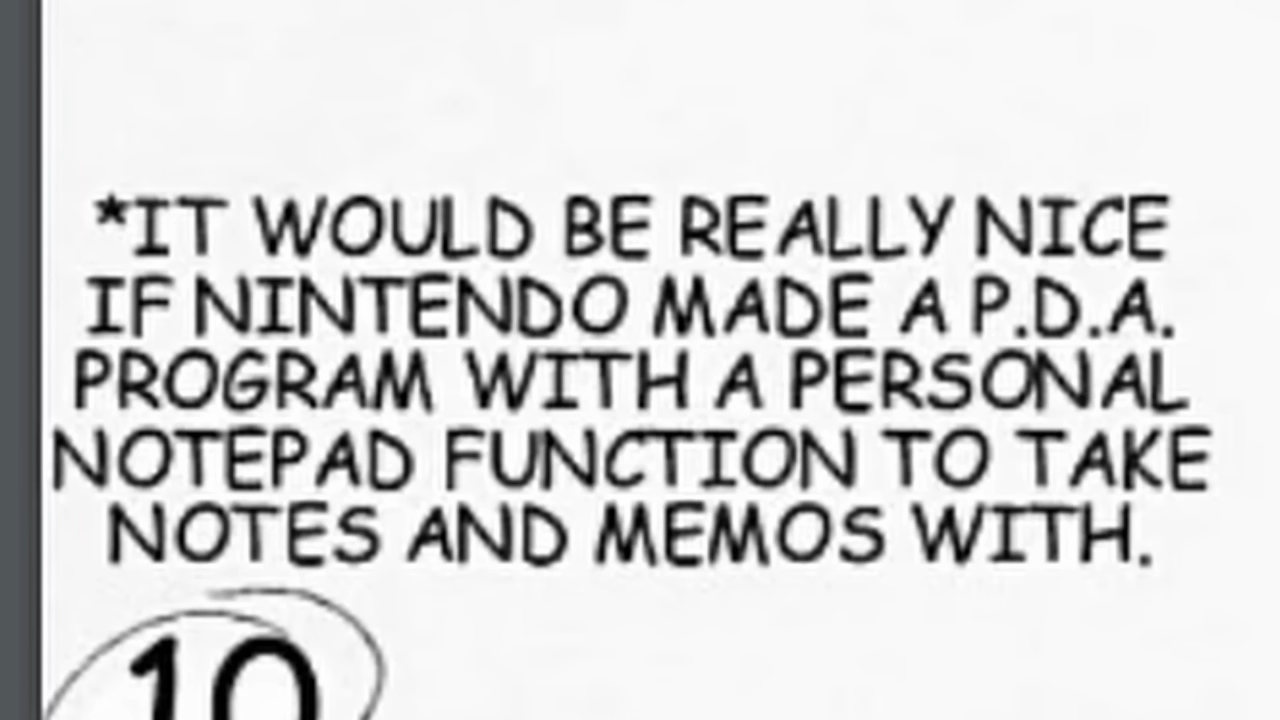 *IT WOULD BE REALLY NICE
IF NINTENDO MADE A P.D.A.
PROGRAM WITH A PERSONAL
NOTEPAD FUNCTION TO TAKE
NOTES AND MEMOS WITH.
10